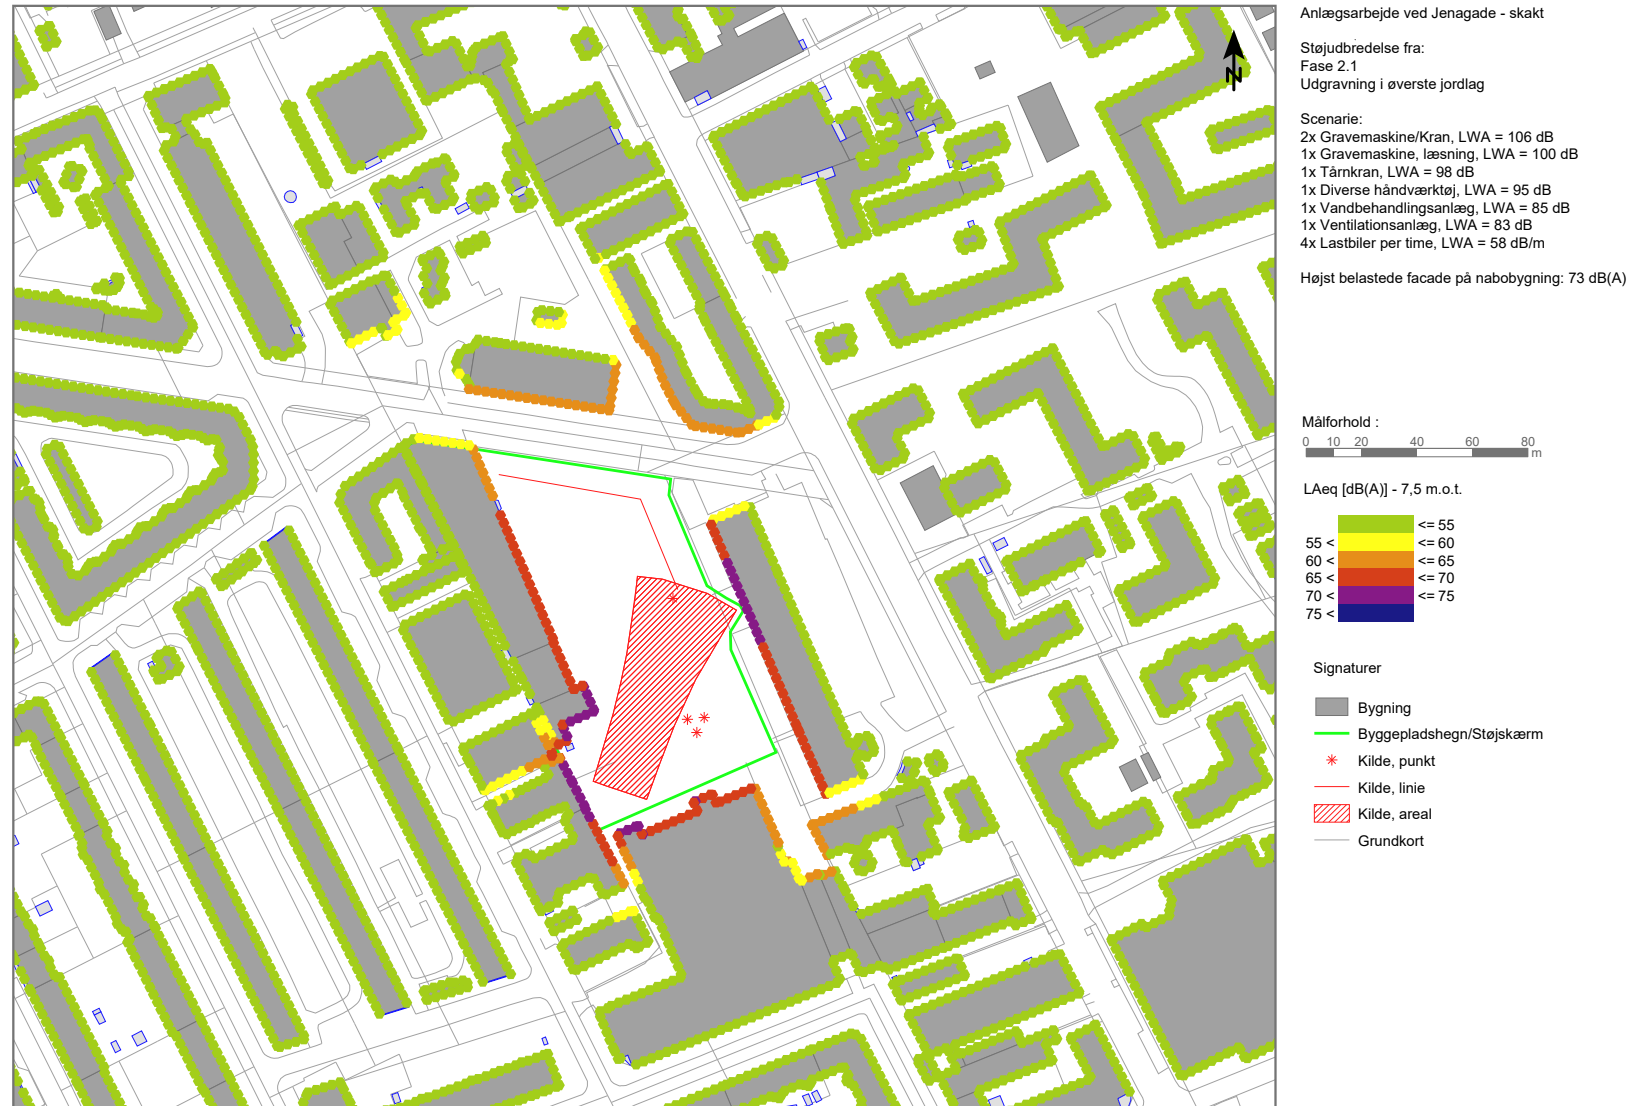 Anlægsarbejde ved Jenagade - skakt
Støjudbredelse fra:
Fase 2.1
Udgravning i øverste jordlag
N
Scenarie:
2x Gravemaskine/Kran, LWA = 106 dB
1x Gravemaskine, læsning, LWA = 100 dB
1x Tårnkran, LWA = 98 dB
1x Diverse håndværktøj, LWA = 95 dB
1x Vandbehandlingsanlæg, LWA = 85 dB
1x Ventilationsanlæg, LWA = 83 dB
4x Lastbiler per time, LWA = 58 dB/m
Højst belastede facade på nabobygning: 73 dB(A)
Målforhold :
0 10 20 40 60 80
m
LAeq [dB(A)] - 7,5 m.o.t.
<= 55
55 < <= 60
60 < <= 65
65 < <= 70
70 < <= 75
75 <
Signaturer
Bygning
Byggepladshegn/Støjskærm
Kilde, punkt
Kilde, linie
Kilde, areal
Grundkort